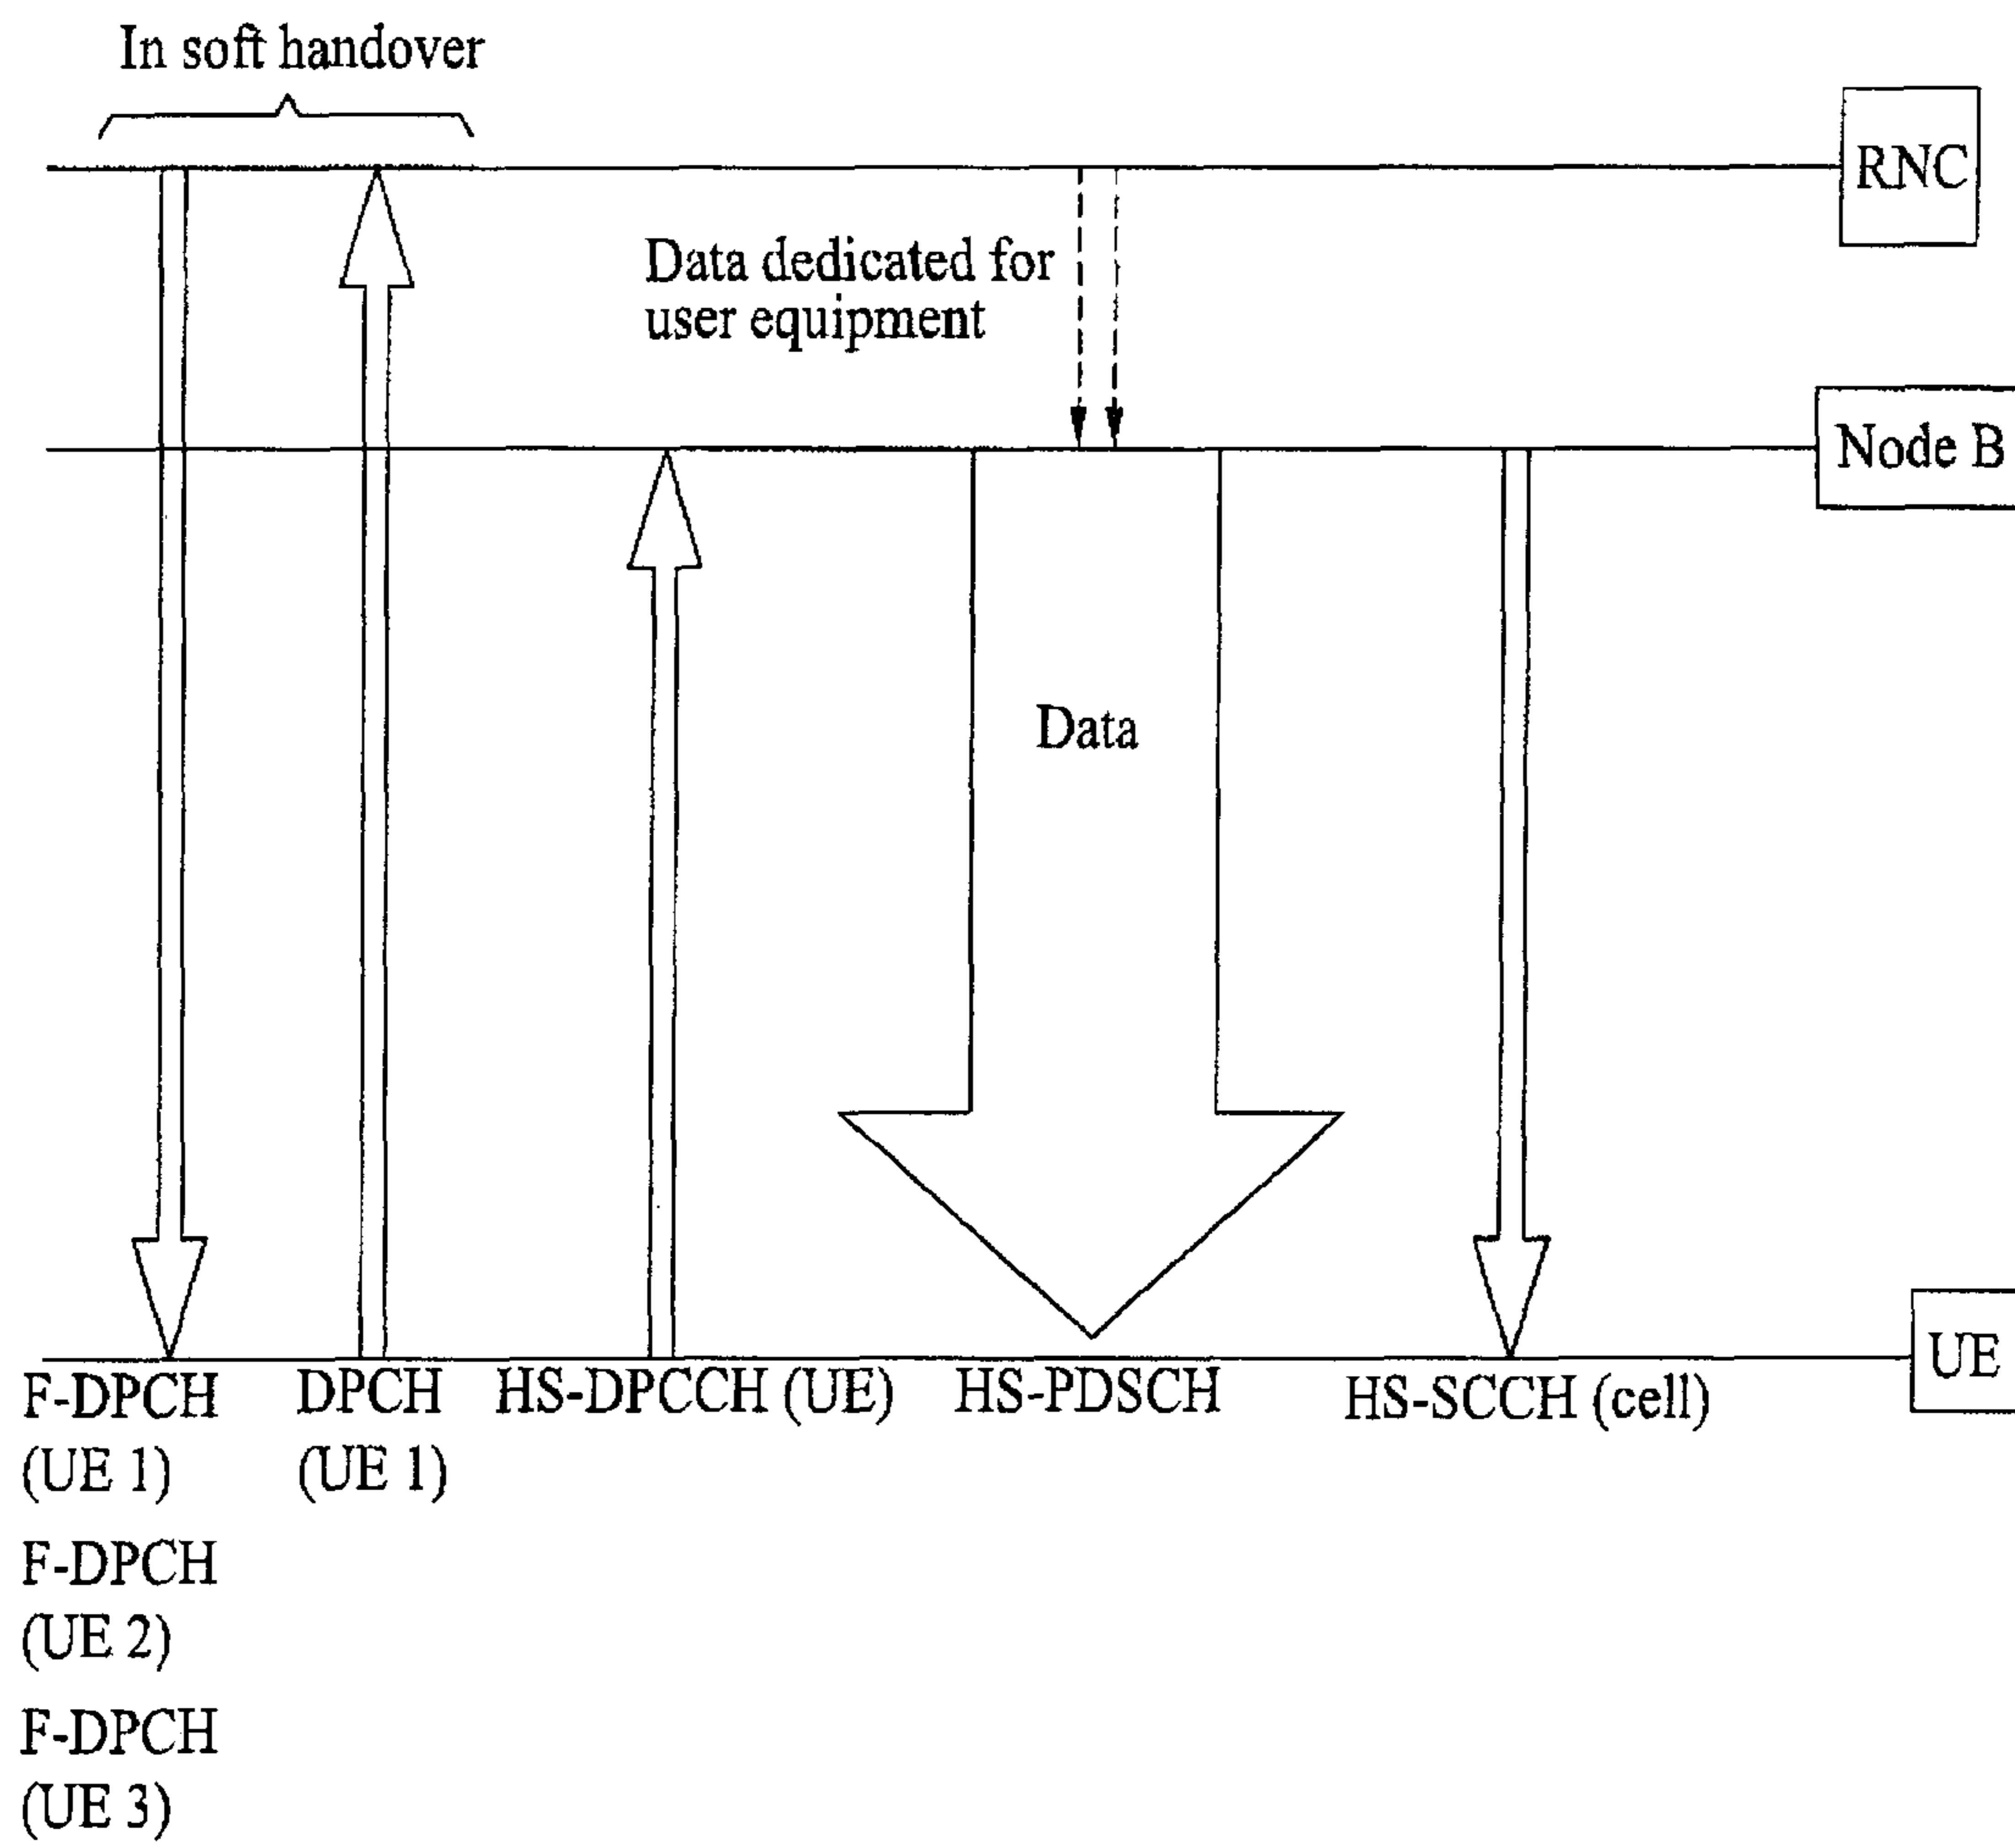 In soft handover
RNC
Data dedicated for
user equipment
Node B
Data
UE
F-DPCH
(UE 1)
DPCH
(UE 1)
HS-DPCCH (UE)
HS-PDSCH
HS-SCCH (cell)
F-DPCH
(UE 2)
F-DPCH
(UE 3)